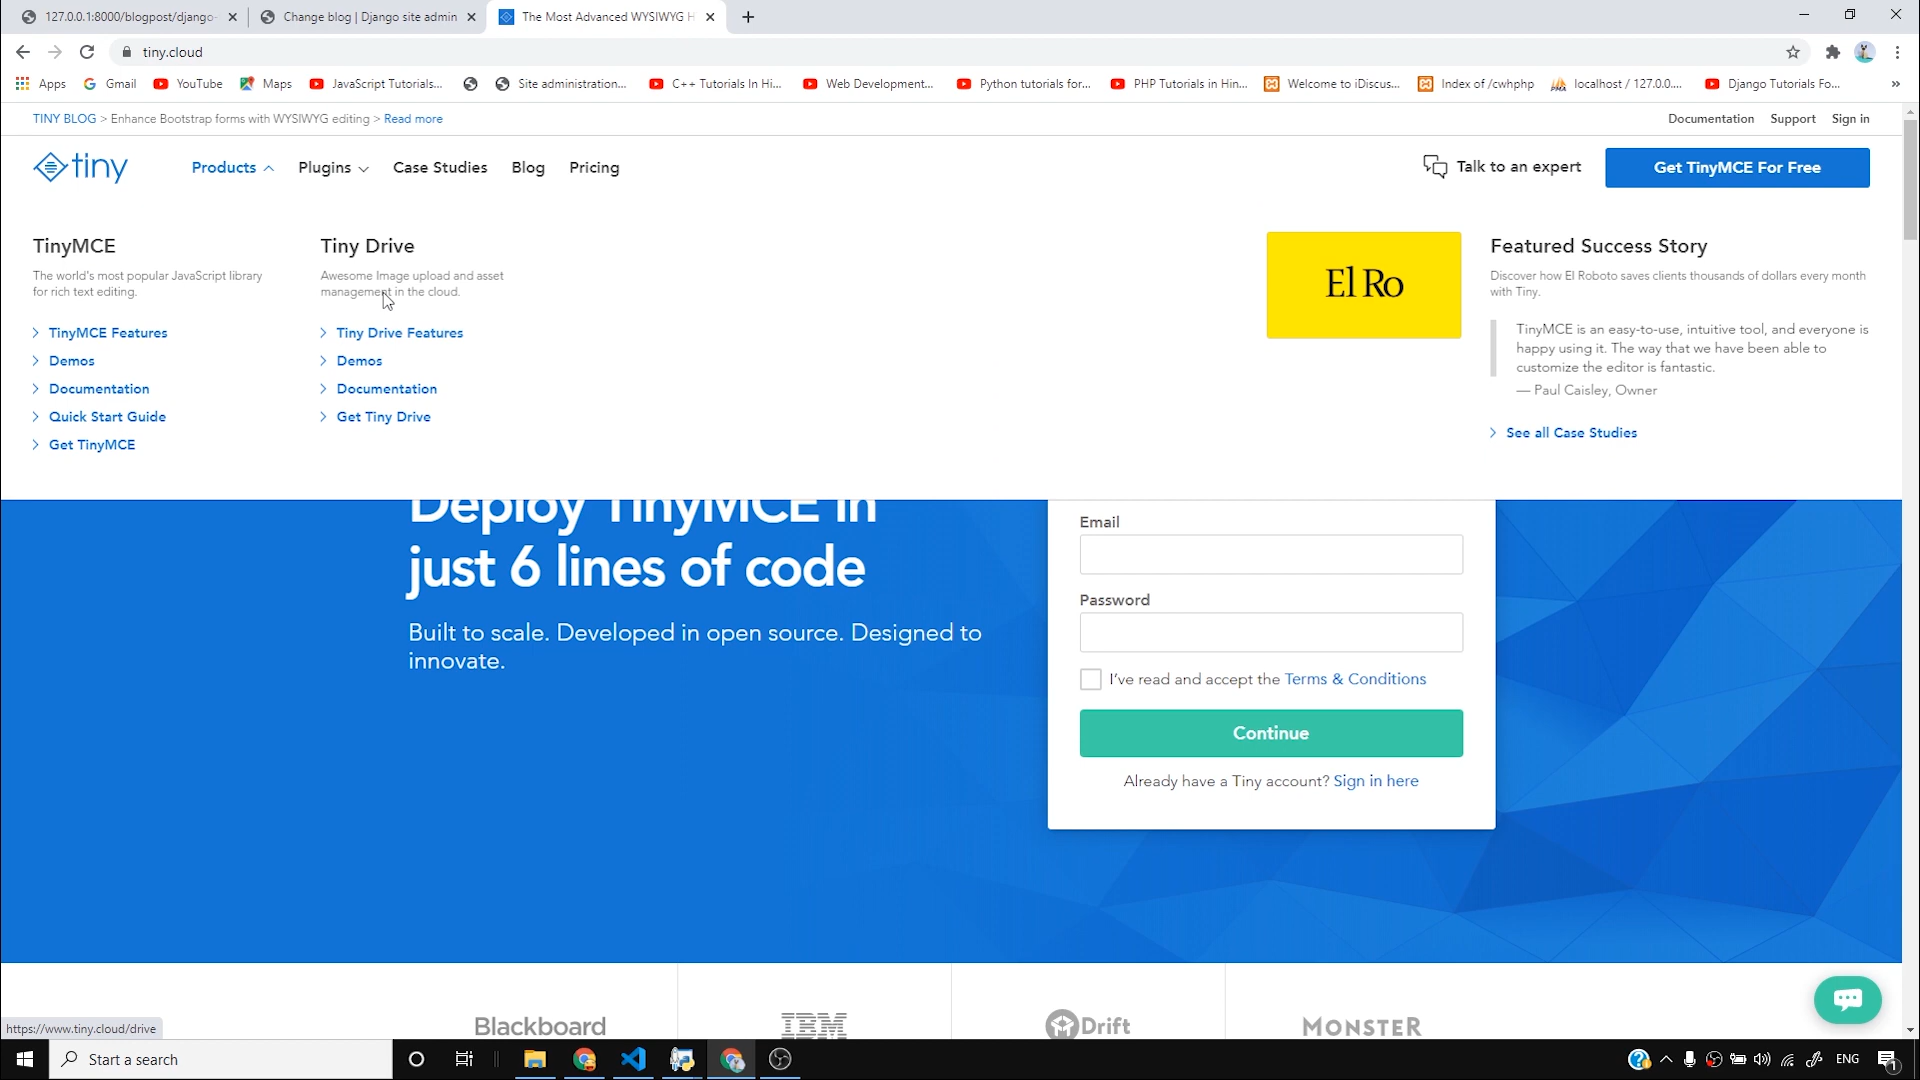 127.0.0.1:8000/blogpost/django-
Change blog | Django site admin
The Most Advanced WYSIWYG H
tiny.cloud
Apps
Gmail
YouTube
Maps
JavaScript Tutorials...
Site administration...
C++ Tutorials In Hi...
Web Development...
Python tutorials for...
PHP Tutorials in Hin...
Welcome to iDiscus...
Index of /cwhphp
localhost / 127.0.0....
Django Tutorials Fo...
»
TINY BLOG > Enhance Bootstrap forms with WYSIWYG editing > Read more
Documentation
Support
Sign in
tiny
Products
Plugins
Case Studies
Blog
Pricing
Talk to an expert
Get TinyMCE For Free
TinyMCE
The world's most popular JavaScript library
for rich text editing.
TinyMCE Features
Demos
Documentation
Quick Start Guide
Get TinyMCE
Tiny Drive
Awesome Image upload and asset
management in the cloud.
Tiny Drive Features
Demos
Documentation
Get Tiny Drive
El Ro
Featured Success Story
Discover how El Roboto saves clients thousands of dollars every month
with Tiny.
TinyMCE is an easy-to-use, intuitive tool, and everyone is
happy using it. The way that we have been able to
customize the editor is fantastic.
— Paul Caisley, Owner
See all Case Studies
Deploy TinyMCE in
just 6 lines of code
Built to scale. Developed in open source. Designed to
innovate.
Email
Password
I've read and accept the Terms & Conditions
Continue
Already have a Tiny account? Sign in here
Blackboard
IBM
Drift
MONSTER
https://www.tiny.cloud/drive
Start a search
ENG
1